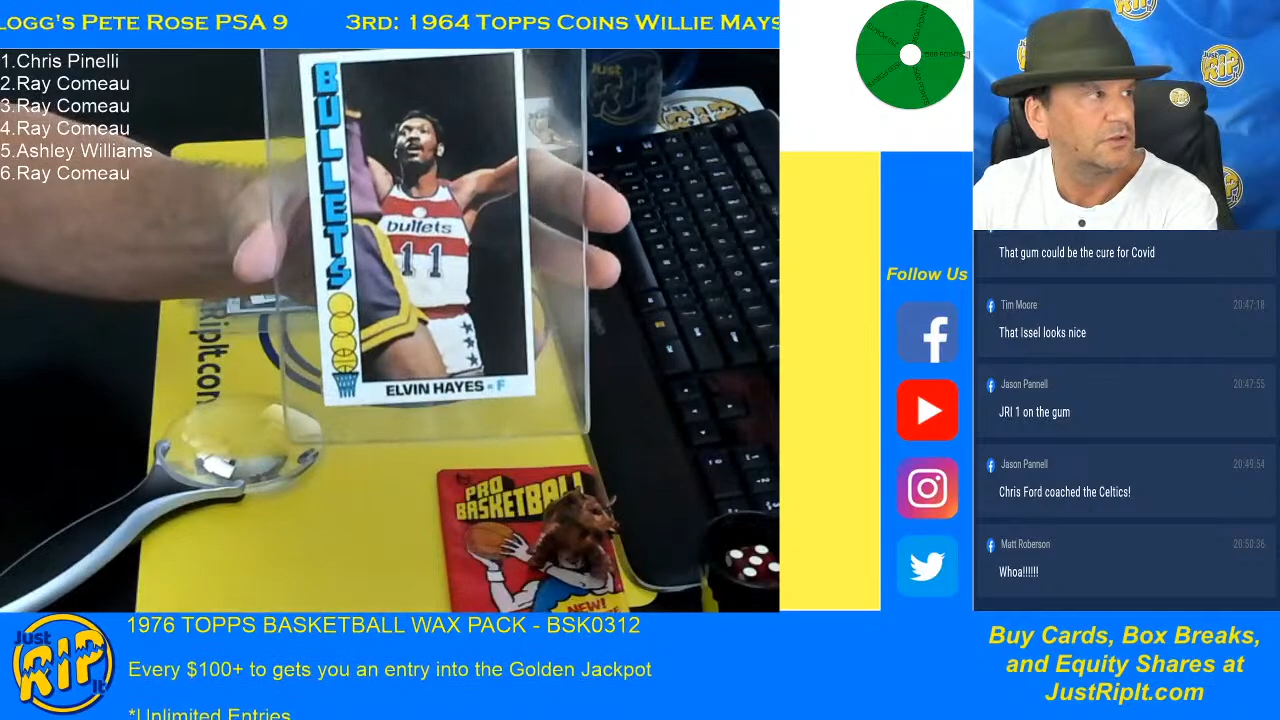 LOGG'S PETE ROSE PSA 9 3RD: 1964 TOPPS COINS WILLIE MAYS
1.Chris Pinelli
2.Ray Comeau
3.Ray Comeau
4.Ray Comeau
5.Ashley Williams
6.Ray Comeau
BULLETS
bullets
11
ELVIN HAYES - F
RipIt.com
PRO
BASKETBALL
NEW!
Follow Us
That gum could be the cure for Covid
Tim Moore 20:47:18
That Issel looks nice
Jason Pannell 20:47:55
JRI 1 on the gum
Jason Pannell 20:49:54
Chris Ford coached the Celtics!
Matt Roberson 20:50:36
Whoa!!!!!!
Just
RIP
It
1976 TOPPS BASKETBALL WAX PACK - BSK0312
Every $100+ to gets you an entry into the Golden Jackpot
*Unlimited Entries
Buy Cards, Box Breaks,
and Equity Shares at
JustRipIt.com